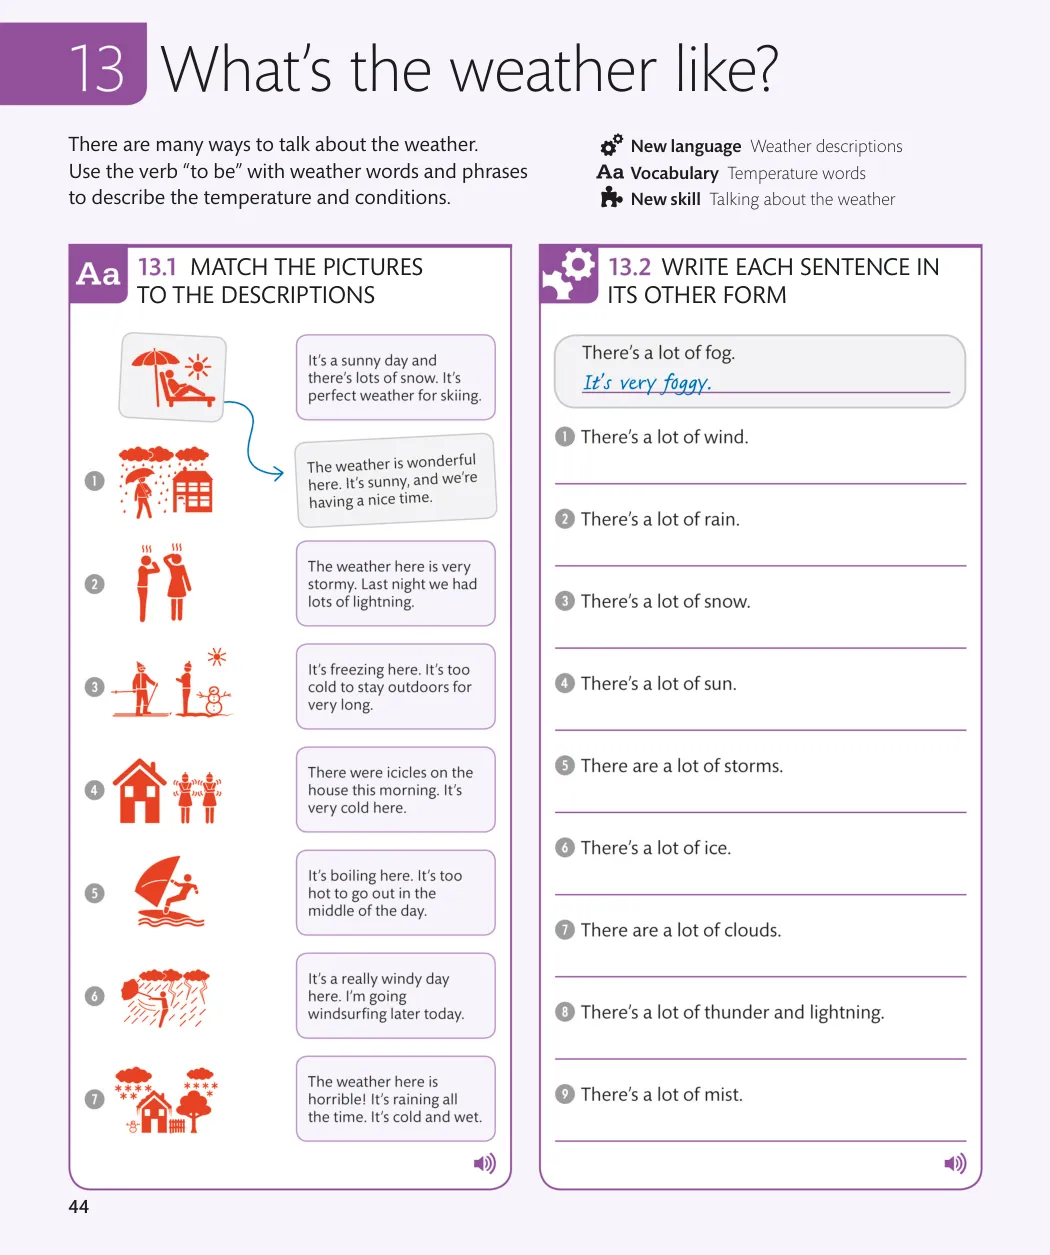 13 What's the weather like?
There are many ways to talk about the weather.
Use the verb “to be” with weather words and phrases
to describe the temperature and conditions.
New language Weather descriptions
Aa Vocabulary Temperature words
New skill Talking about the weather
Aa 13.1 MATCH THE PICTURES
TO THE DESCRIPTIONS
It's a sunny day and
there's lots of snow. It's
perfect weather for skiing.
The weather is wonderful
here. It's sunny, and we're
having a nice time.
1
The weather here is very
stormy. Last night we had
lots of lightning.
2
It's freezing here. It's too
cold to stay outdoors for
very long.
3
There were icicles on the
house this morning. It's
very cold here.
4
It's boiling here. It's too
hot to go out in the
middle of the day.
5
It's a really windy day
here. I'm going
windsurfing later today.
6
The weather here is
horrible! It's raining all
the time. It's cold and wet.
7
13.2 WRITE EACH SENTENCE IN
ITS OTHER FORM
There's a lot of fog.
It's very foggy.
1 There's a lot of wind.
2 There's a lot of rain.
3 There's a lot of snow.
4 There's a lot of sun.
5 There are a lot of storms.
6 There's a lot of ice.
7 There are a lot of clouds.
8 There's a lot of thunder and lightning.
9 There's a lot of mist.
44